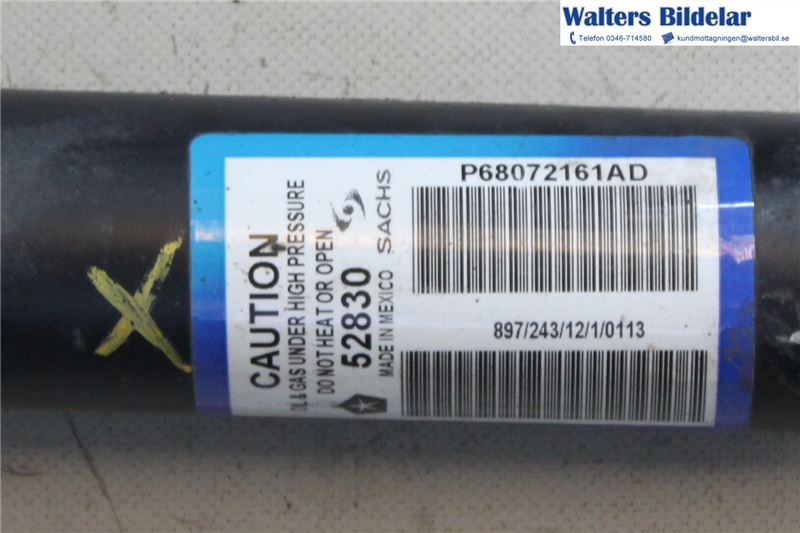 Walters Bildelar
Telefon 0346-714580 kundmottagningen@waltersbil.se
P68072161AD
897/243/12/1/0113
CAUTION
OIL & GAS UNDER HIGH PRESSURE
DO NOT HEAT OR OPEN
52830
MADE IN MEXICO
SACHS
X